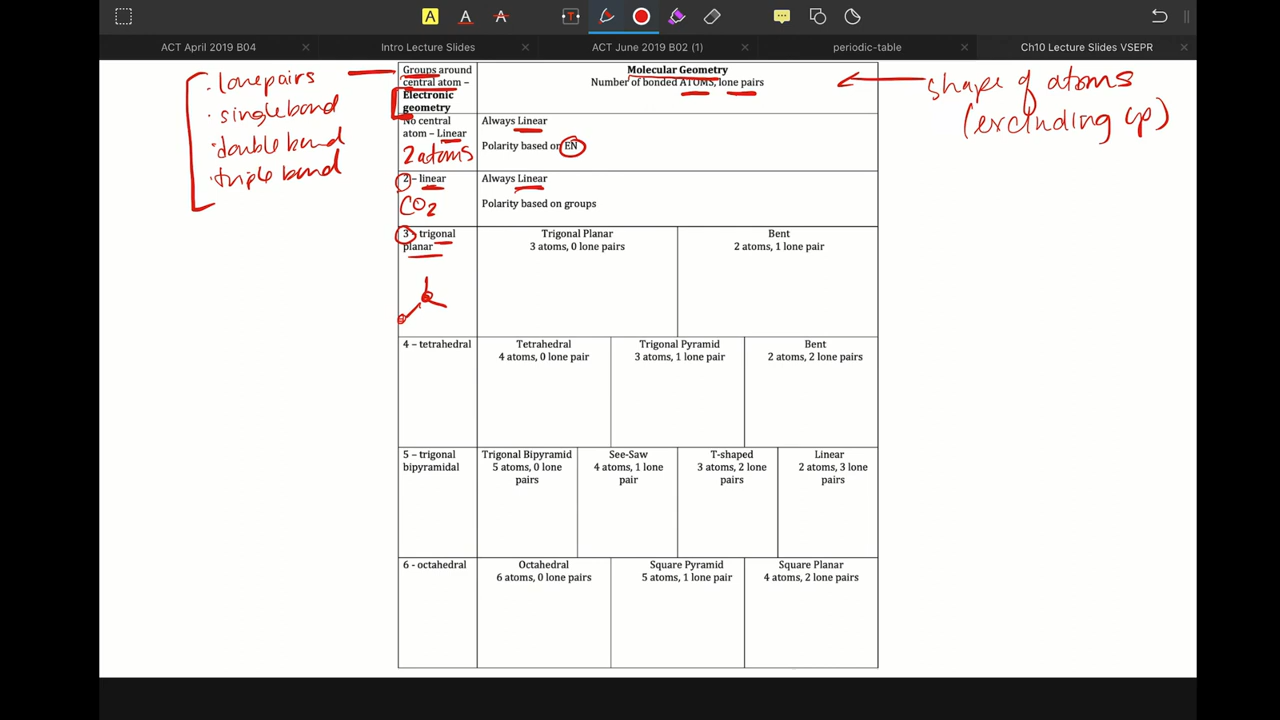 ACT April 2019 B04
Intro Lecture Slides
ACT June 2019 B02 (1)
periodic-table
Ch10 Lecture Slides VSEPR
· lone pairs
· single bond
· double bond
· triple bond
Groups around
central atom –
Electronic
geometry
Molecular Geometry
Number of bonded ATOMS, lone pairs
shape of atoms
(excluding lp)
No central
atom – Linear
2 atoms
Always Linear
Polarity based on EN
2 – linear
CO2
Always Linear
Polarity based on groups
3 – trigonal
planar
Trigonal Planar
3 atoms, 0 lone pairs
Bent
2 atoms, 1 lone pair
4 – tetrahedral
Tetrahedral
4 atoms, 0 lone pair
Trigonal Pyramid
3 atoms, 1 lone pair
Bent
2 atoms, 2 lone pairs
5 – trigonal
bipyramidal
Trigonal Bipyramid
5 atoms, 0 lone
pairs
See-Saw
4 atoms, 1 lone
pair
T-shaped
3 atoms, 2 lone
pairs
Linear
2 atoms, 3 lone
pairs
6 - octahedral
Octahedral
6 atoms, 0 lone pairs
Square Pyramid
5 atoms, 1 lone pair
Square Planar
4 atoms, 2 lone pairs